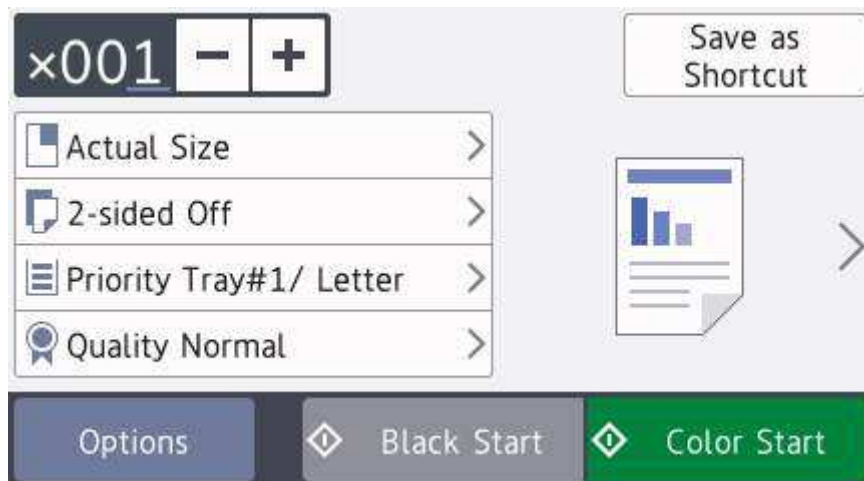 ×001 - +
Save as
Shortcut
Actual Size
2-sided Off
Priority Tray#1/ Letter
Quality Normal
Options
Black Start
Color Start